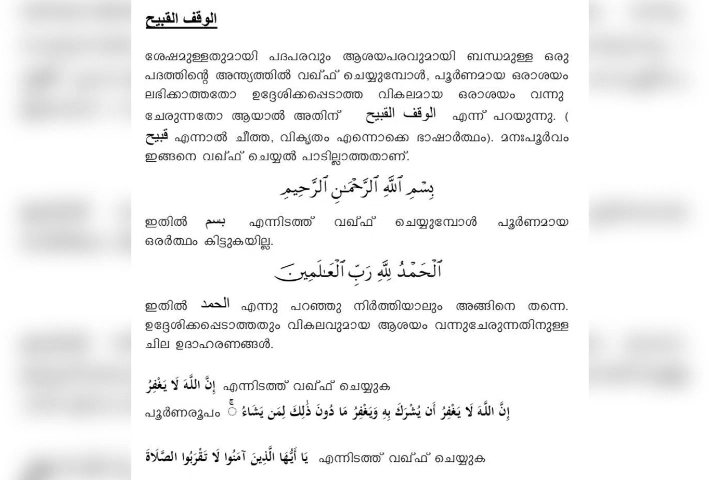 الوقف القبيح
ശേഷമുള്ളതുമായി പദപരവും ആശയപരവുമായി ബന്ധമുള്ള ഒരു
പദത്തിന്റെ അന്ത്യത്തിൽ വഖ്ഫ് ചെയ്യുമ്പോൾ, പൂർണമായ ഒരാശയം
ലഭിക്കാത്തതോ ഉദ്ദേശിക്കപ്പെടാത്ത വികലമായ ഒരാശയം വന്നു
ചേരുന്നതോ ആയാൽ അതിന് الوقف القبيح എന്ന് പറയുന്നു. (
قبيح എന്നാൽ ചീത്ത, വികൃതം എന്നൊക്കെ ഭാഷാർത്ഥം). മനഃപൂർവം
ഇങ്ങനെ വഖ്ഫ് ചെയ്യൽ പാടില്ലാത്തതാണ്.
بِسْمِ ٱللَّهِ ٱلرَّحْمَٰنِ ٱلرَّحِيمِ
ഇതിൽ بسم എന്നിടത്ത് വഖ്ഫ് ചെയ്യുമ്പോൾ പൂർണമായ
ഒരർത്ഥം കിട്ടുകയില്ല.
ٱلْحَمْدُ لِلَّهِ رَبِّ ٱلْعَـٰلَمِينَ
ഇതിൽ الحمد എന്നു പറഞ്ഞു നിർത്തിയാലും അങ്ങിനെ തന്നെ.
ഉദ്ദേശിക്കപ്പെടാത്തതും വികലവുമായ ആശയം വന്നുചേരുന്നതിനുള്ള
ചില ഉദാഹരണങ്ങൾ.
إِنَّ اللَّهَ لَا يَغْفِرُ എന്നിടത്ത് വഖ്ഫ് ചെയ്യുക
പൂർണരൂപം إِنَّ اللَّهَ لَا يَغْفِرُ أَن يُشْرَكَ بِهِ وَيَغْفِرُ مَا دُونَ ذَٰلِكَ لِمَن يَشَاءُ ۚ
يَا أَيُّهَا الَّذِينَ آمَنُوا لَا تَقْرَبُوا الصَّلَاةَ എന്നിടത്ത് വഖ്ഫ് ചെയ്യുക